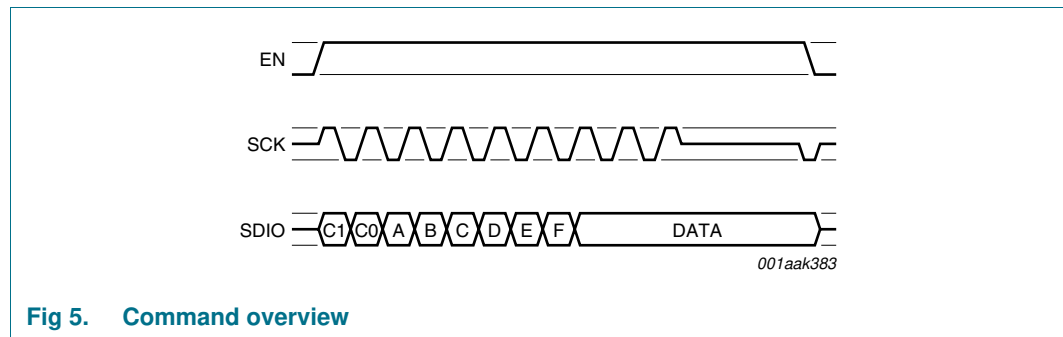 EN
SCK
SDIO C1 C0 A B C D E F DATA
001aak383
Fig 5. Command overview